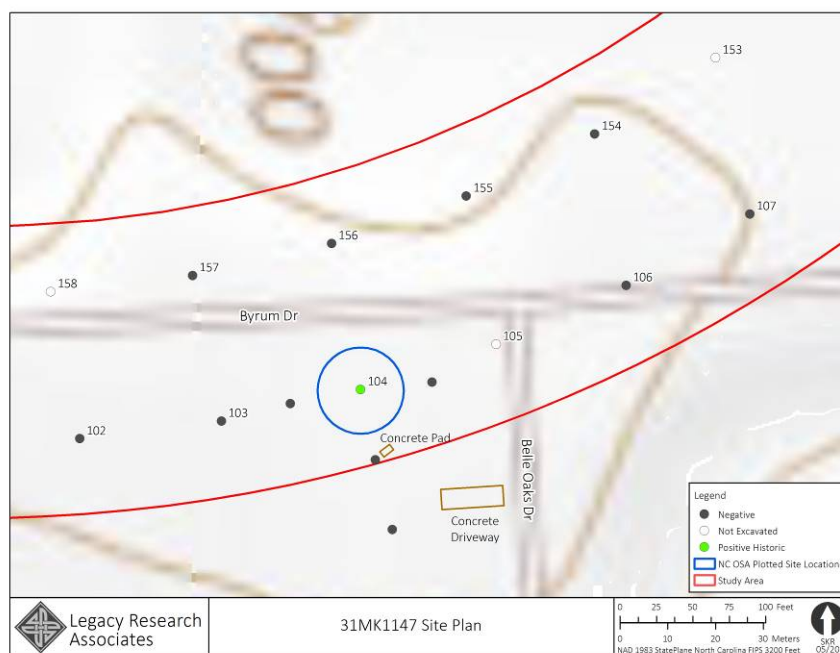 153
154
155
107
156
157
106
158
Byrum Dr
105
104
103
102
Concrete Pad
Belle Oaks Dr
Concrete
Driveway
Legend
Negative
Not Excavated
Positive Historic
NC OSA Plotted Site Location
Study Area
Legacy Research
Associates
31MK1147 Site Plan
0 25 50 75 100 Feet
0 10 20 30 Meters
NAD 1983 StatePlane North Carolina FIPS 3200 Feet
SKR